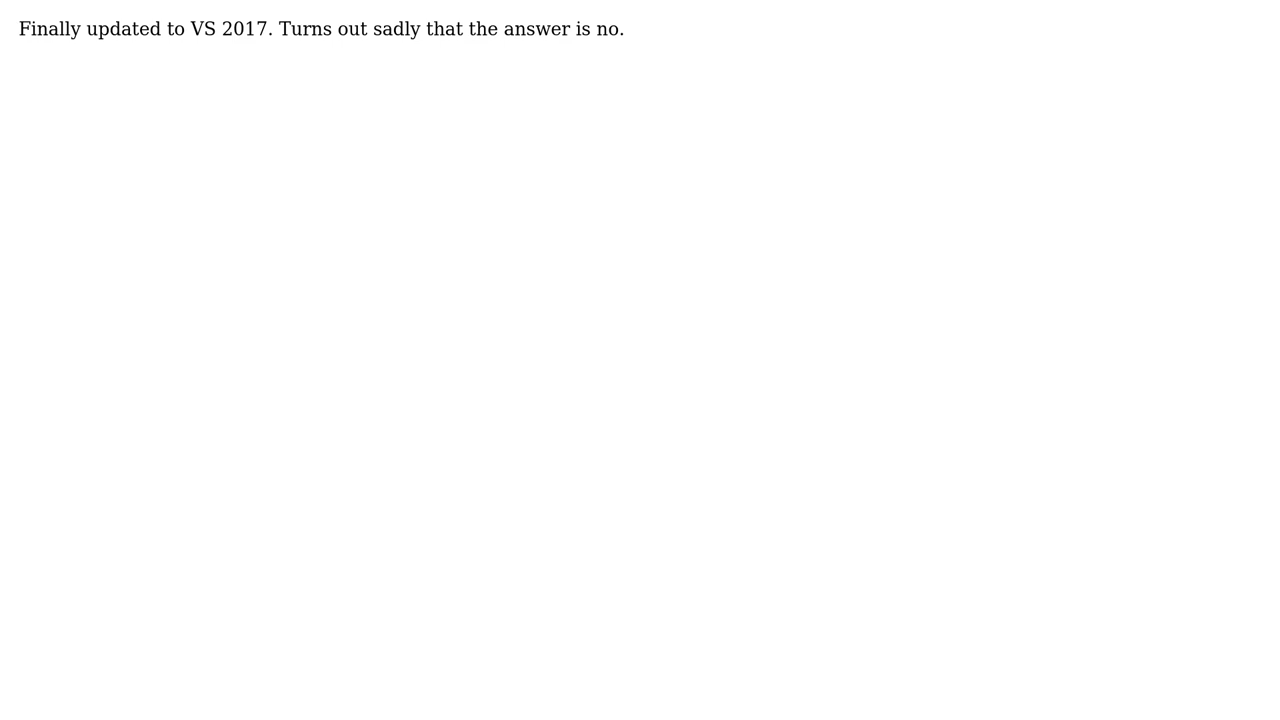 Finally updated to VS 2017. Turns out sadly that the answer is no.